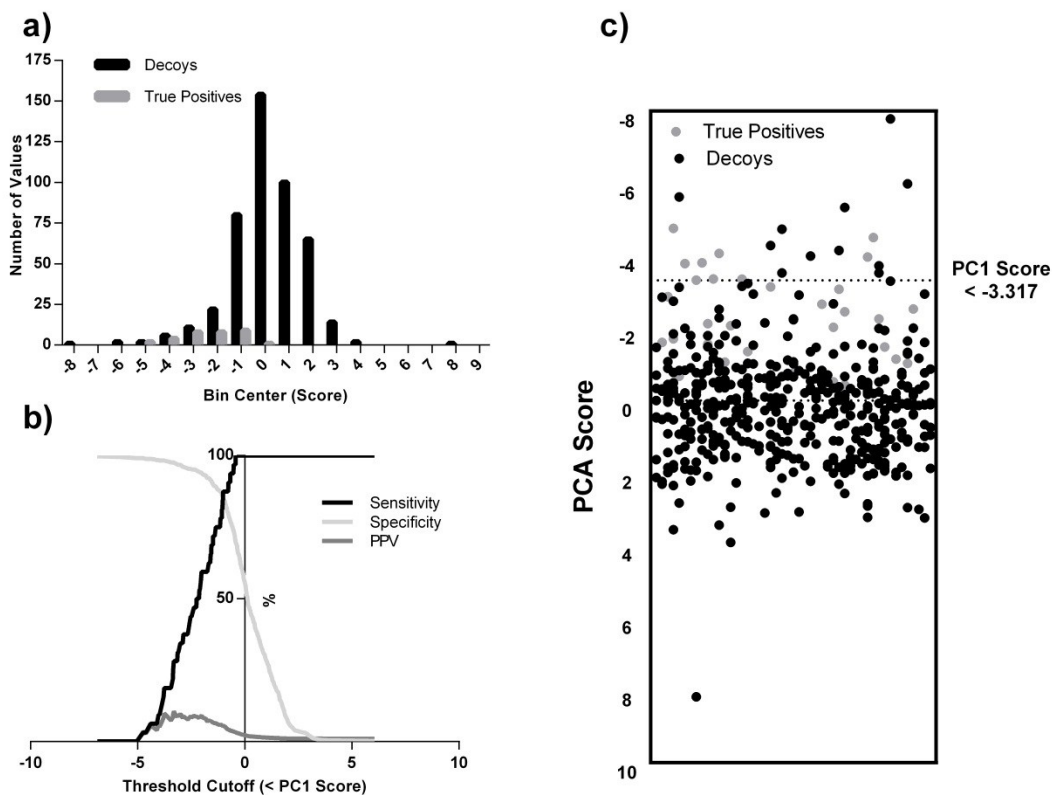 a)
175
150
125
100
75
50
25
0
Number of Values
Decoys
True Positives
-8 -7 -6 -5 -4 -3 -2 -1 0 1 2 3 4 5 6 7 8 9
Bin Center (Score)
b)
100
50
%
Sensitivity
Specificity
PPV
-10 -5 0 5 10
Threshold Cutoff (< PC1 Score)
c)
-8
-6
-4
-2
0
2
4
6
8
10
PCA Score
True Positives
Decoys
PC1 Score
< -3.317